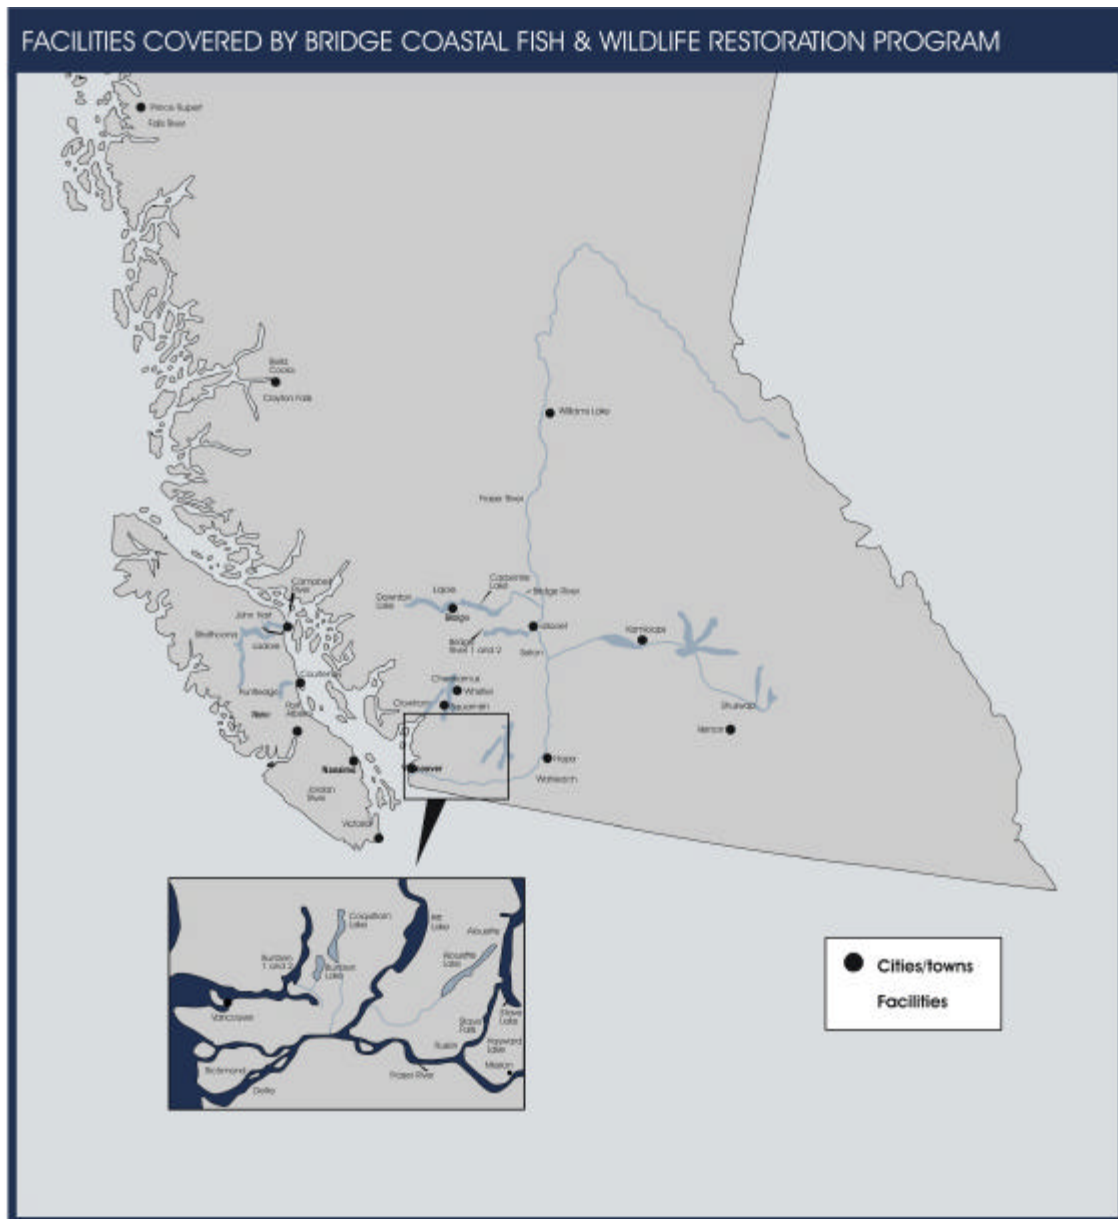 FACILITIES COVERED BY BRIDGE COASTAL FISH & WILDLIFE RESTORATION PROGRAM
Prince Rupert
Falls River
Bella
Coola
Clayton Falls
Williams Lake
Fraser River
Campbell
River
John Hart
Strathcona
Ladore
Puntledge
Courtenay
Port
Alberni
Nanaimo
Jordan
River
Victoria
Downton
Lake
Lajoie
Carpenter
Lake
Bridge River
Bridge
Bridge
River 1 and 2
Lillooet
Seton
Kamloops
Cheakamus
Whistler
Clowhom
Squamish
Shuswap
Vernon
Hope
Wahleach
Vancouver
Coquitlam
Lake
Buntzen
1 and 2
Buntzen
Lake
Pitt
Lake
Alouette
Alouette
Lake
Vancouver
Stave
Falls
Stave
Lake
Ruskin
Hayward
Lake
Mission
Richmond
Fraser River
Delta
Cities/towns
Facilities